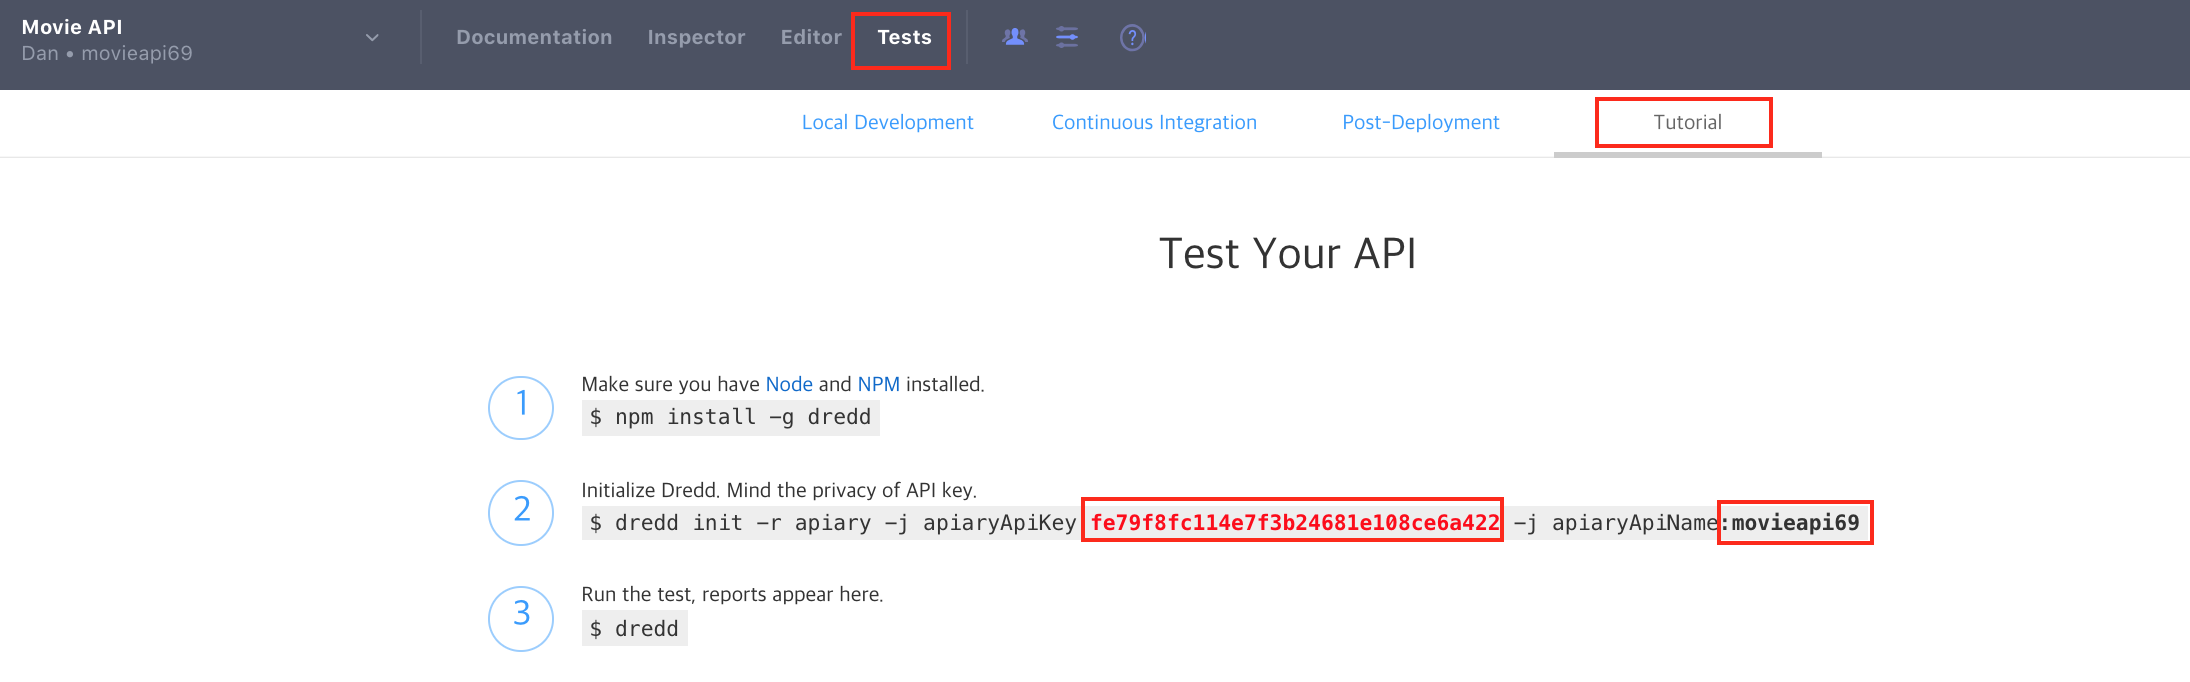 Movie API
Dan • movieapi69
Documentation Inspector Editor Tests ?
Local Development Continuous Integration Post-Deployment Tutorial
Test Your API
1 Make sure you have Node and NPM installed.
$ npm install -g dredd
2 Initialize Dredd. Mind the privacy of API key.
$ dredd init -r apiary -j apiaryApiKey fe79f8fc114e7f3b24681e108ce6a422 -j apiaryApiName:movieapi69
3 Run the test, reports appear here.
$ dredd